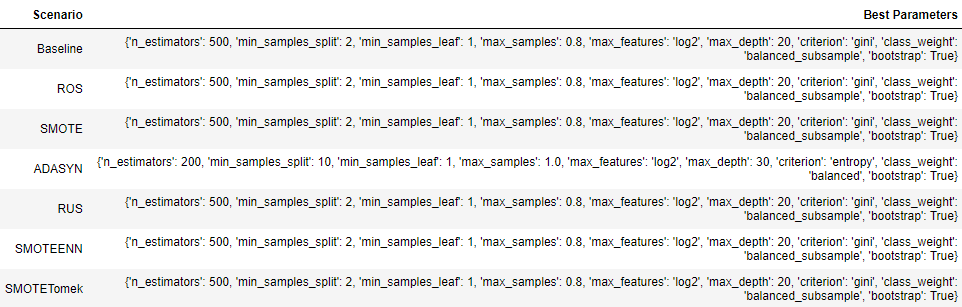 Scenario Best Parameters
Baseline {'n_estimators': 500, 'min_samples_split': 2, 'min_samples_leaf': 1, 'max_samples': 0.8, 'max_features': 'log2', 'max_depth': 20, 'criterion': 'gini', 'class_weight':
'balanced_subsample', 'bootstrap': True}
ROS {'n_estimators': 500, 'min_samples_split': 2, 'min_samples_leaf': 1, 'max_samples': 0.8, 'max_features': 'log2', 'max_depth': 20, 'criterion': 'gini', 'class_weight':
'balanced_subsample', 'bootstrap': True}
SMOTE {'n_estimators': 500, 'min_samples_split': 2, 'min_samples_leaf': 1, 'max_samples': 0.8, 'max_features': 'log2', 'max_depth': 20, 'criterion': 'gini', 'class_weight':
'balanced_subsample', 'bootstrap': True}
ADASYN {'n_estimators': 200, 'min_samples_split': 10, 'min_samples_leaf': 1, 'max_samples': 1.0, 'max_features': 'log2', 'max_depth': 30, 'criterion': 'entropy', 'class_weight':
'balanced', 'bootstrap': True}
RUS {'n_estimators': 500, 'min_samples_split': 2, 'min_samples_leaf': 1, 'max_samples': 0.8, 'max_features': 'log2', 'max_depth': 20, 'criterion': 'gini', 'class_weight':
'balanced_subsample', 'bootstrap': True}
SMOTEENN {'n_estimators': 500, 'min_samples_split': 2, 'min_samples_leaf': 1, 'max_samples': 0.8, 'max_features': 'log2', 'max_depth': 20, 'criterion': 'gini', 'class_weight':
'balanced_subsample', 'bootstrap': True}
SMOTETomek {'n_estimators': 500, 'min_samples_split': 2, 'min_samples_leaf': 1, 'max_samples': 0.8, 'max_features': 'log2', 'max_depth': 20, 'criterion': 'gini', 'class_weight':
'balanced_subsample', 'bootstrap': True}